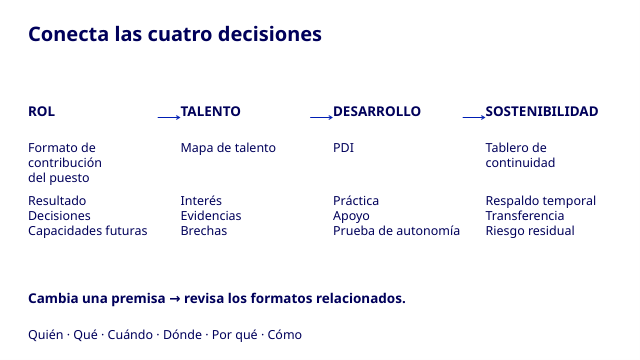 Conecta las cuatro decisiones
ROL → TALENTO → DESARROLLO → SOSTENIBILIDAD
Formato de
contribución
del puesto
Mapa de talento
PDI
Tablero de
continuidad
Resultado
Decisiones
Capacidades futuras
Interés
Evidencias
Brechas
Práctica
Apoyo
Prueba de autonomía
Respaldo temporal
Transferencia
Riesgo residual
Cambia una premisa → revisa los formatos relacionados.
Quién · Qué · Cuándo · Dónde · Por qué · Cómo